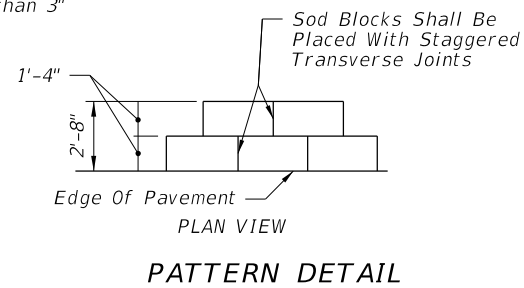 than 3"
Sod Blocks Shall Be
Placed With Staggered
Transverse Joints
1'-4"
2'-8"
Edge Of Pavement
PLAN VIEW
PATTERN DETAIL